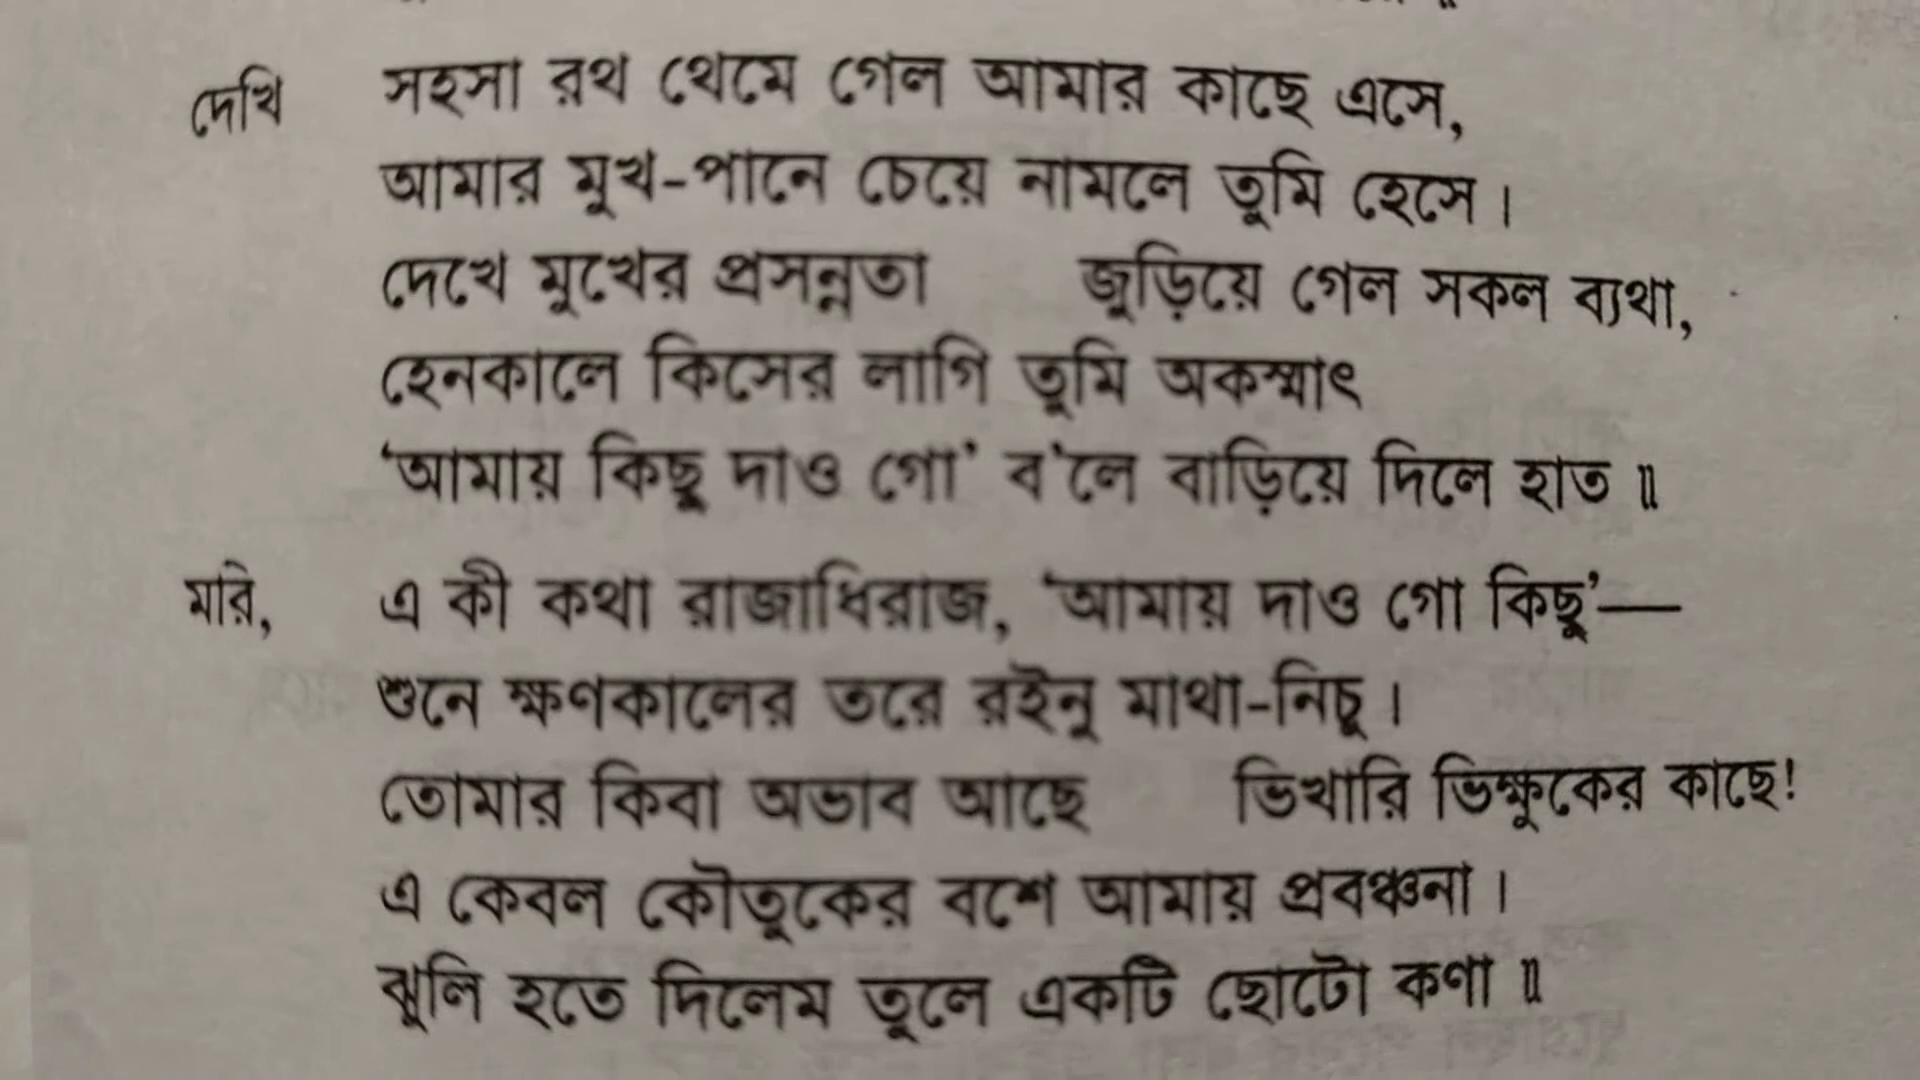 দেখি সহসা রথ থেমে গেল আমার কাছে এসে,
আমার মুখ-পানে চেয়ে নামলে তুমি হেসে।
দেখে মুখের প্রসন্নতা জুড়িয়ে গেল সকল ব্যথা,
হেনকালে কিসের লাগি তুমি অকস্মাৎ
‘আমায় কিছু দাও গো’ ব’লে বাড়িয়ে দিলে হাত॥
মরি, এ কী কথা রাজাধিরাজ, ‘আমায় দাও গো কিছু’—
শুনে ক্ষণকালের তরে রইনু মাথা-নিচু।
তোমার কিবা অভাব আছে ভিখারি ভিক্ষুকের কাছে!
এ কেবল কৌতুকের বশে আমায় প্রবঞ্চনা।
ঝুলি হতে দিলেম তুলে একটি ছোটো কণা॥